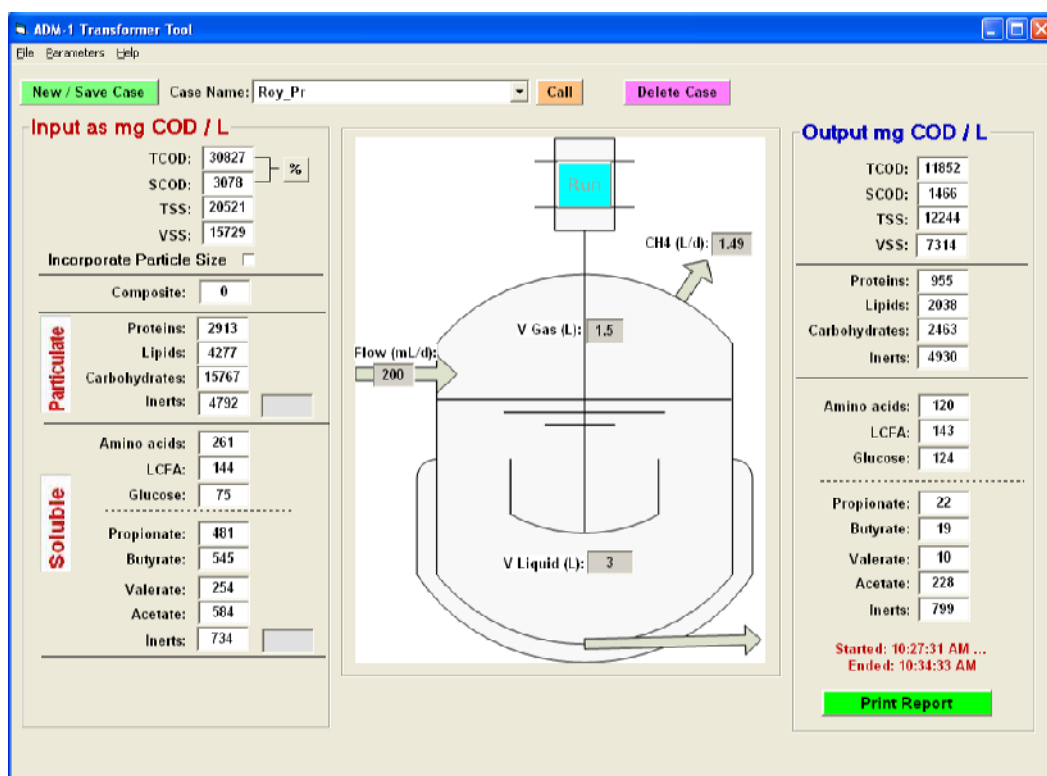 ADM-1 Transformer Tool
File Parameters Help
New / Save Case Case Name: Roy_Pr Call Delete Case
Input as mg COD / L
TCOD: 30827
%
SCOD: 3078
TSS: 20521
VSS: 15729
Incorporate Particle Size
Composite: 0
Particulate
Proteins: 2913
Lipids: 4277
Carbohydrates: 15767
Inerts: 4792
Soluble
Amino acids: 261
LCFA: 144
Glucose: 75
Propionate: 481
Butyrate: 545
Valerate: 254
Acetate: 584
Inerts: 734
Run
CH4 (L/d): 1.49
V Gas (L): 1.5
Flow (mL/d):
200
V Liquid (L): 3
Output mg COD / L
TCOD: 11852
SCOD: 1466
TSS: 12244
VSS: 7314
Proteins: 955
Lipids: 2038
Carbohydrates: 2463
Inerts: 4930
Amino acids: 120
LCFA: 143
Glucose: 124
Propionate: 22
Butyrate: 19
Valerate: 10
Acetate: 228
Inerts: 799
Started: 10:27:31 AM ...
Ended: 10:34:33 AM
Print Report